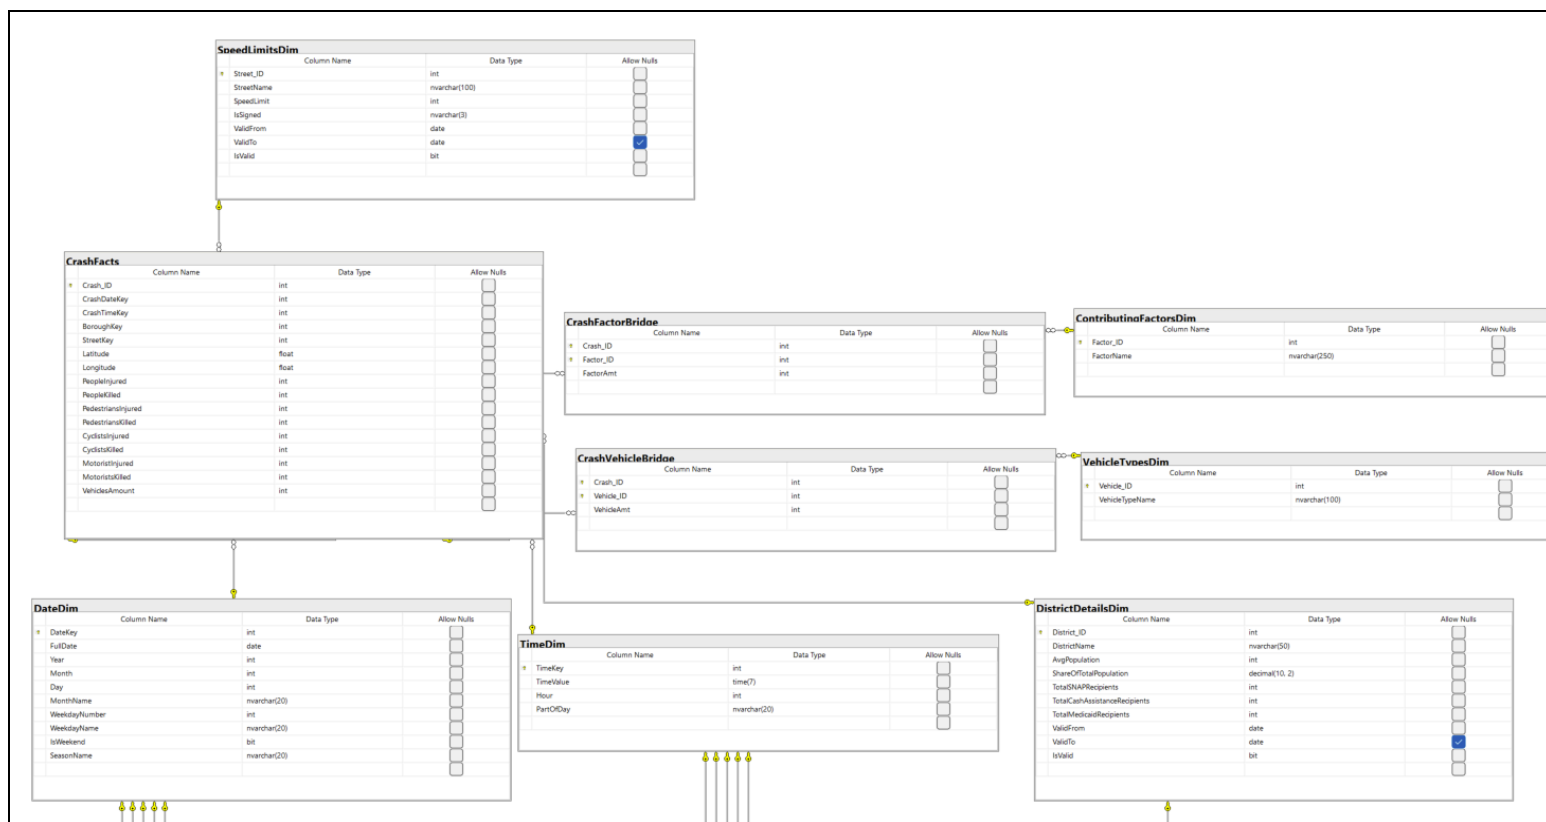 SpeedLimitsDim
Column Name Data Type Allow Nulls
Street_ID int
StreetName nvarchar(100)
SpeedLimit int
IsSigned nvarchar(3)
ValidFrom date
ValidTo date
IsValid bit
CrashFacts
Column Name Data Type Allow Nulls
Crash_ID int
CrashDateKey int
CrashTimeKey int
BoroughKey int
StreetKey int
Latitude float
Longitude float
PeopleInjured int
PeopleKilled int
PedestriansInjured int
PedestriansKilled int
CyclistsInjured int
CyclistsKilled int
MotoristInjured int
MotoristsKilled int
VehiclesAmount int
CrashFactorBridge
Column Name Data Type Allow Nulls
Crash_ID int
Factor_ID int
FactorAmt int
ContributingFactorsDim
Column Name Data Type Allow Nulls
Factor_ID int
FactorName nvarchar(250)
CrashVehicleBridge
Column Name Data Type Allow Nulls
Crash_ID int
Vehicle_ID int
VehicleAmt int
VehicleTypesDim
Column Name Data Type Allow Nulls
Vehicle_ID int
VehicleTypeName nvarchar(100)
DateDim
Column Name Data Type Allow Nulls
DateKey int
FullDate date
Year int
Month int
Day int
MonthName nvarchar(20)
WeekdayNumber int
WeekdayName nvarchar(20)
IsWeekend bit
SeasonName nvarchar(20)
TimeDim
Column Name Data Type Allow Nulls
TimeKey int
TimeValue time(7)
Hour int
PartOfDay nvarchar(20)
DistrictDetailsDim
Column Name Data Type Allow Nulls
District_ID int
DistrictName nvarchar(50)
AvgPopulation int
ShareOfTotalPopulation decimal(10, 2)
TotalSNAPRecipients int
TotalCashAssistanceRecipients int
TotalMedicaidRecipients int
ValidFrom date
ValidTo date
IsValid bit